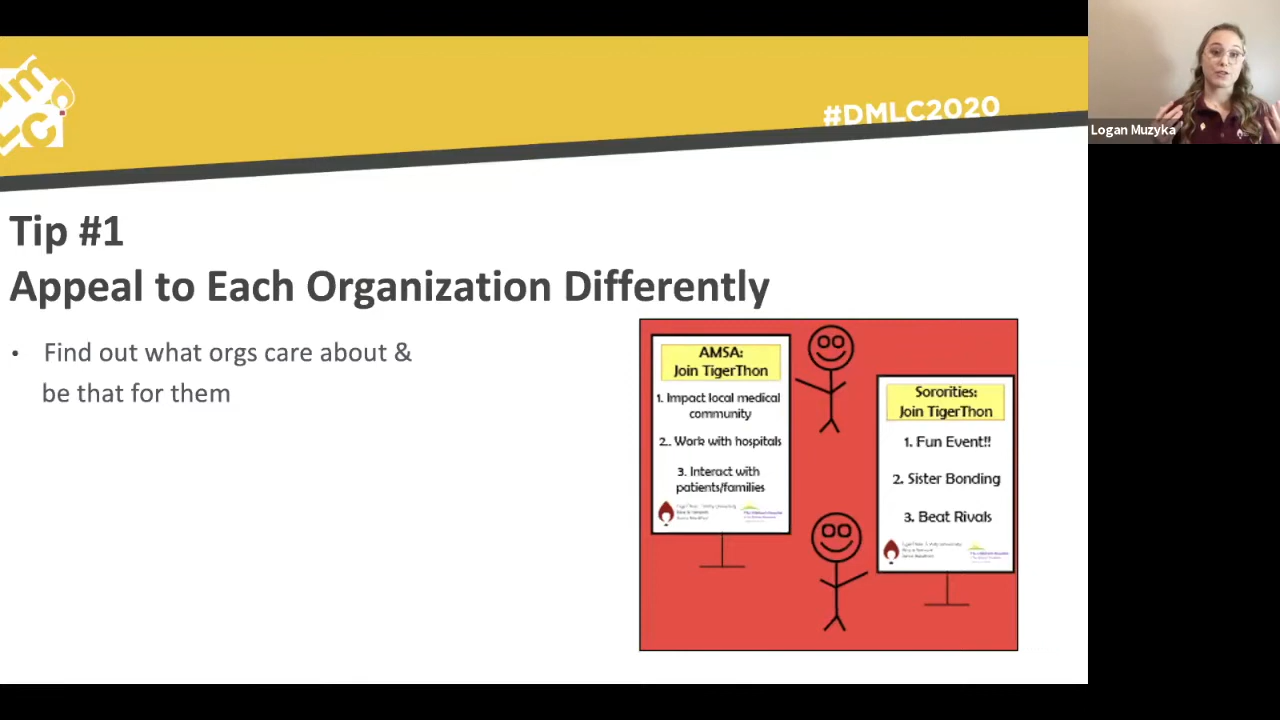 #DMLC2020
Logan Muzyka
Tip #1
Appeal to Each Organization Differently
• Find out what orgs care about &
be that for them
AMSA:
Join TigerThon
1. Impact local medical
community
2.. Work with hospitals
3. Interact with
patients/families
Sororities:
Join TigerThon
1. Fun Event!!
2. Sister Bonding
3. Beat Rivals